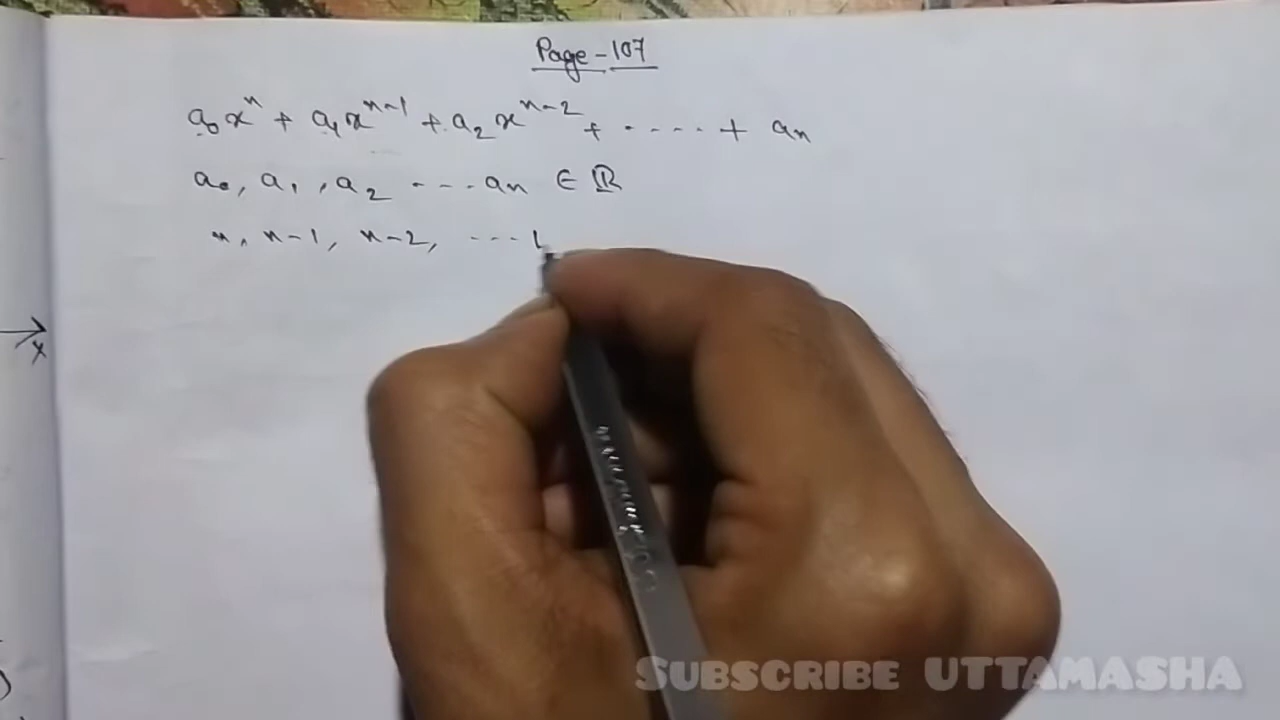 Page-107
a₀xⁿ + a₁xⁿ⁻¹ + a₂xⁿ⁻² + ..... + aₙ
a₀, a₁, a₂ ---- aₙ ∈ ℝ
n, n-1, n-2, ---- 1
x
SUBSCRIBE UTTAMASHA